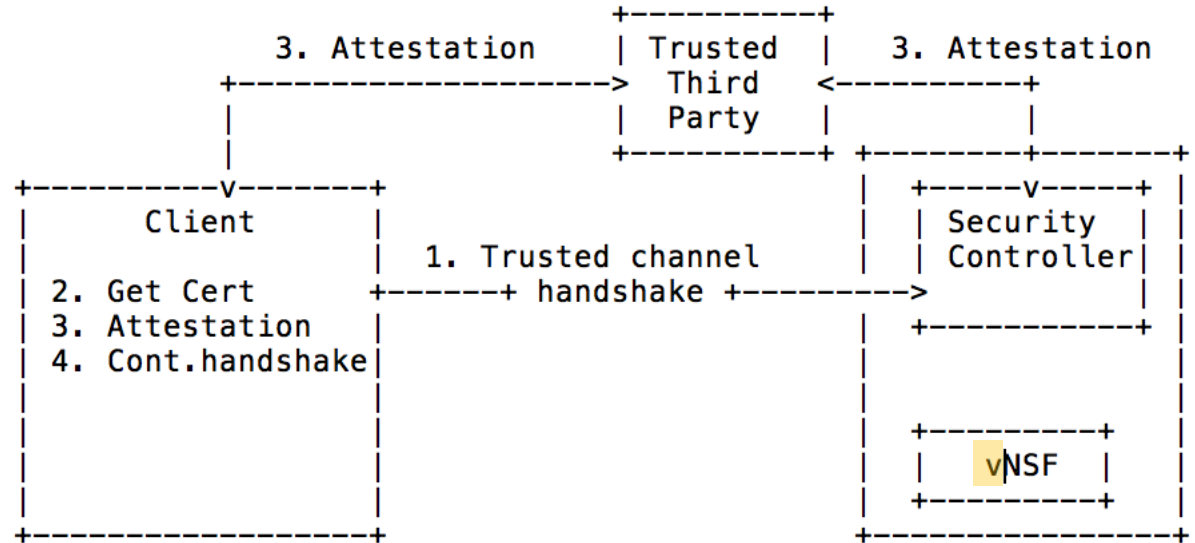 3. Attestation
Trusted
Third
Party
3. Attestation
Client
2. Get Cert
3. Attestation
4. Cont.handshake
1. Trusted channel
handshake
Security
Controller
vNSF